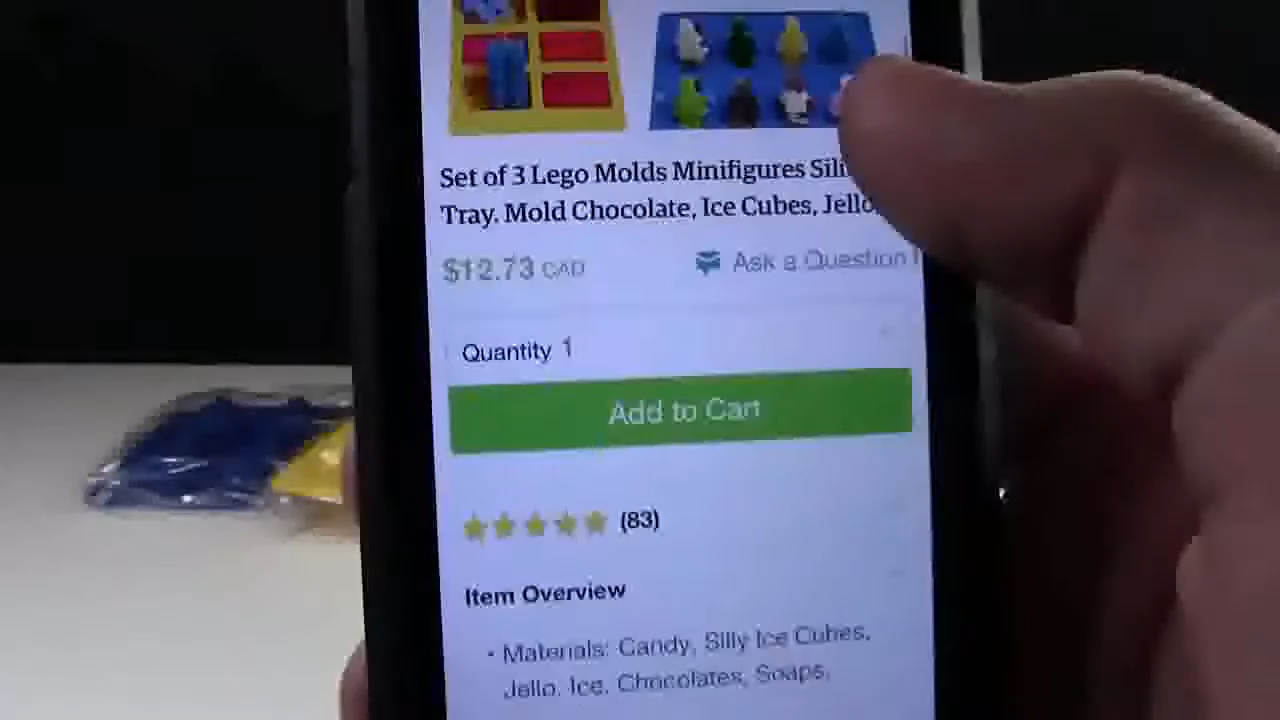 Set of 3 Lego Molds Minifigures
Tray. Mold Chocolate, Ice Cubes, Jello,
$12.73 CAD
Ask a Question
Quantity 1
Add to Cart
(83)
Item Overview
• Materials: Candy, Silly Ice Cubes,
Jello, Ice, Chocolates, Soaps,